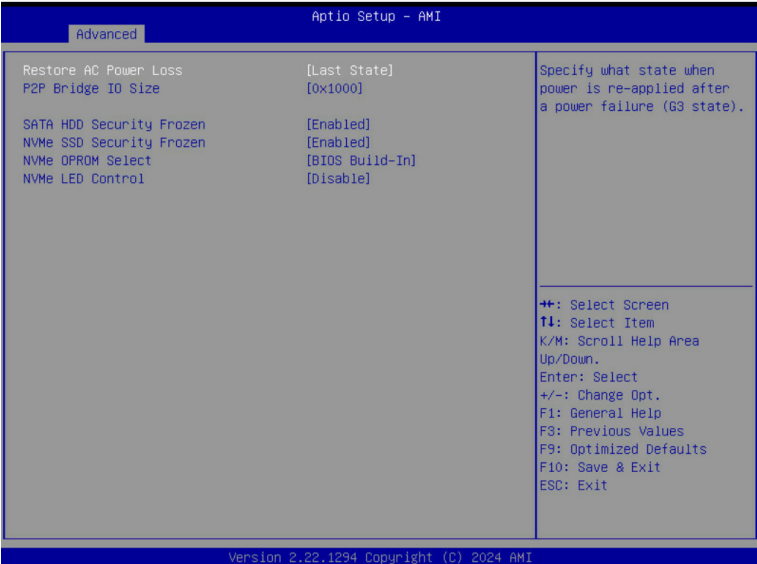 Aptio Setup – AMI
Advanced
Restore AC Power Loss [Last State]
P2P Bridge IO Size [0x1000]
SATA HDD Security Frozen [Enabled]
NVMe SSD Security Frozen [Enabled]
NVMe OPROM Select [BIOS Build-In]
NVMe LED Control [Disable]
Specify what state when
power is re-applied after
a power failure (G3 state).
→←: Select Screen
↑↓: Select Item
K/M: Scroll Help Area
Up/Down.
Enter: Select
+/-: Change Opt.
F1: General Help
F3: Previous Values
F9: Optimized Defaults
F10: Save & Exit
ESC: Exit
Version 2.22.1294 Copyright (C) 2024 AMI